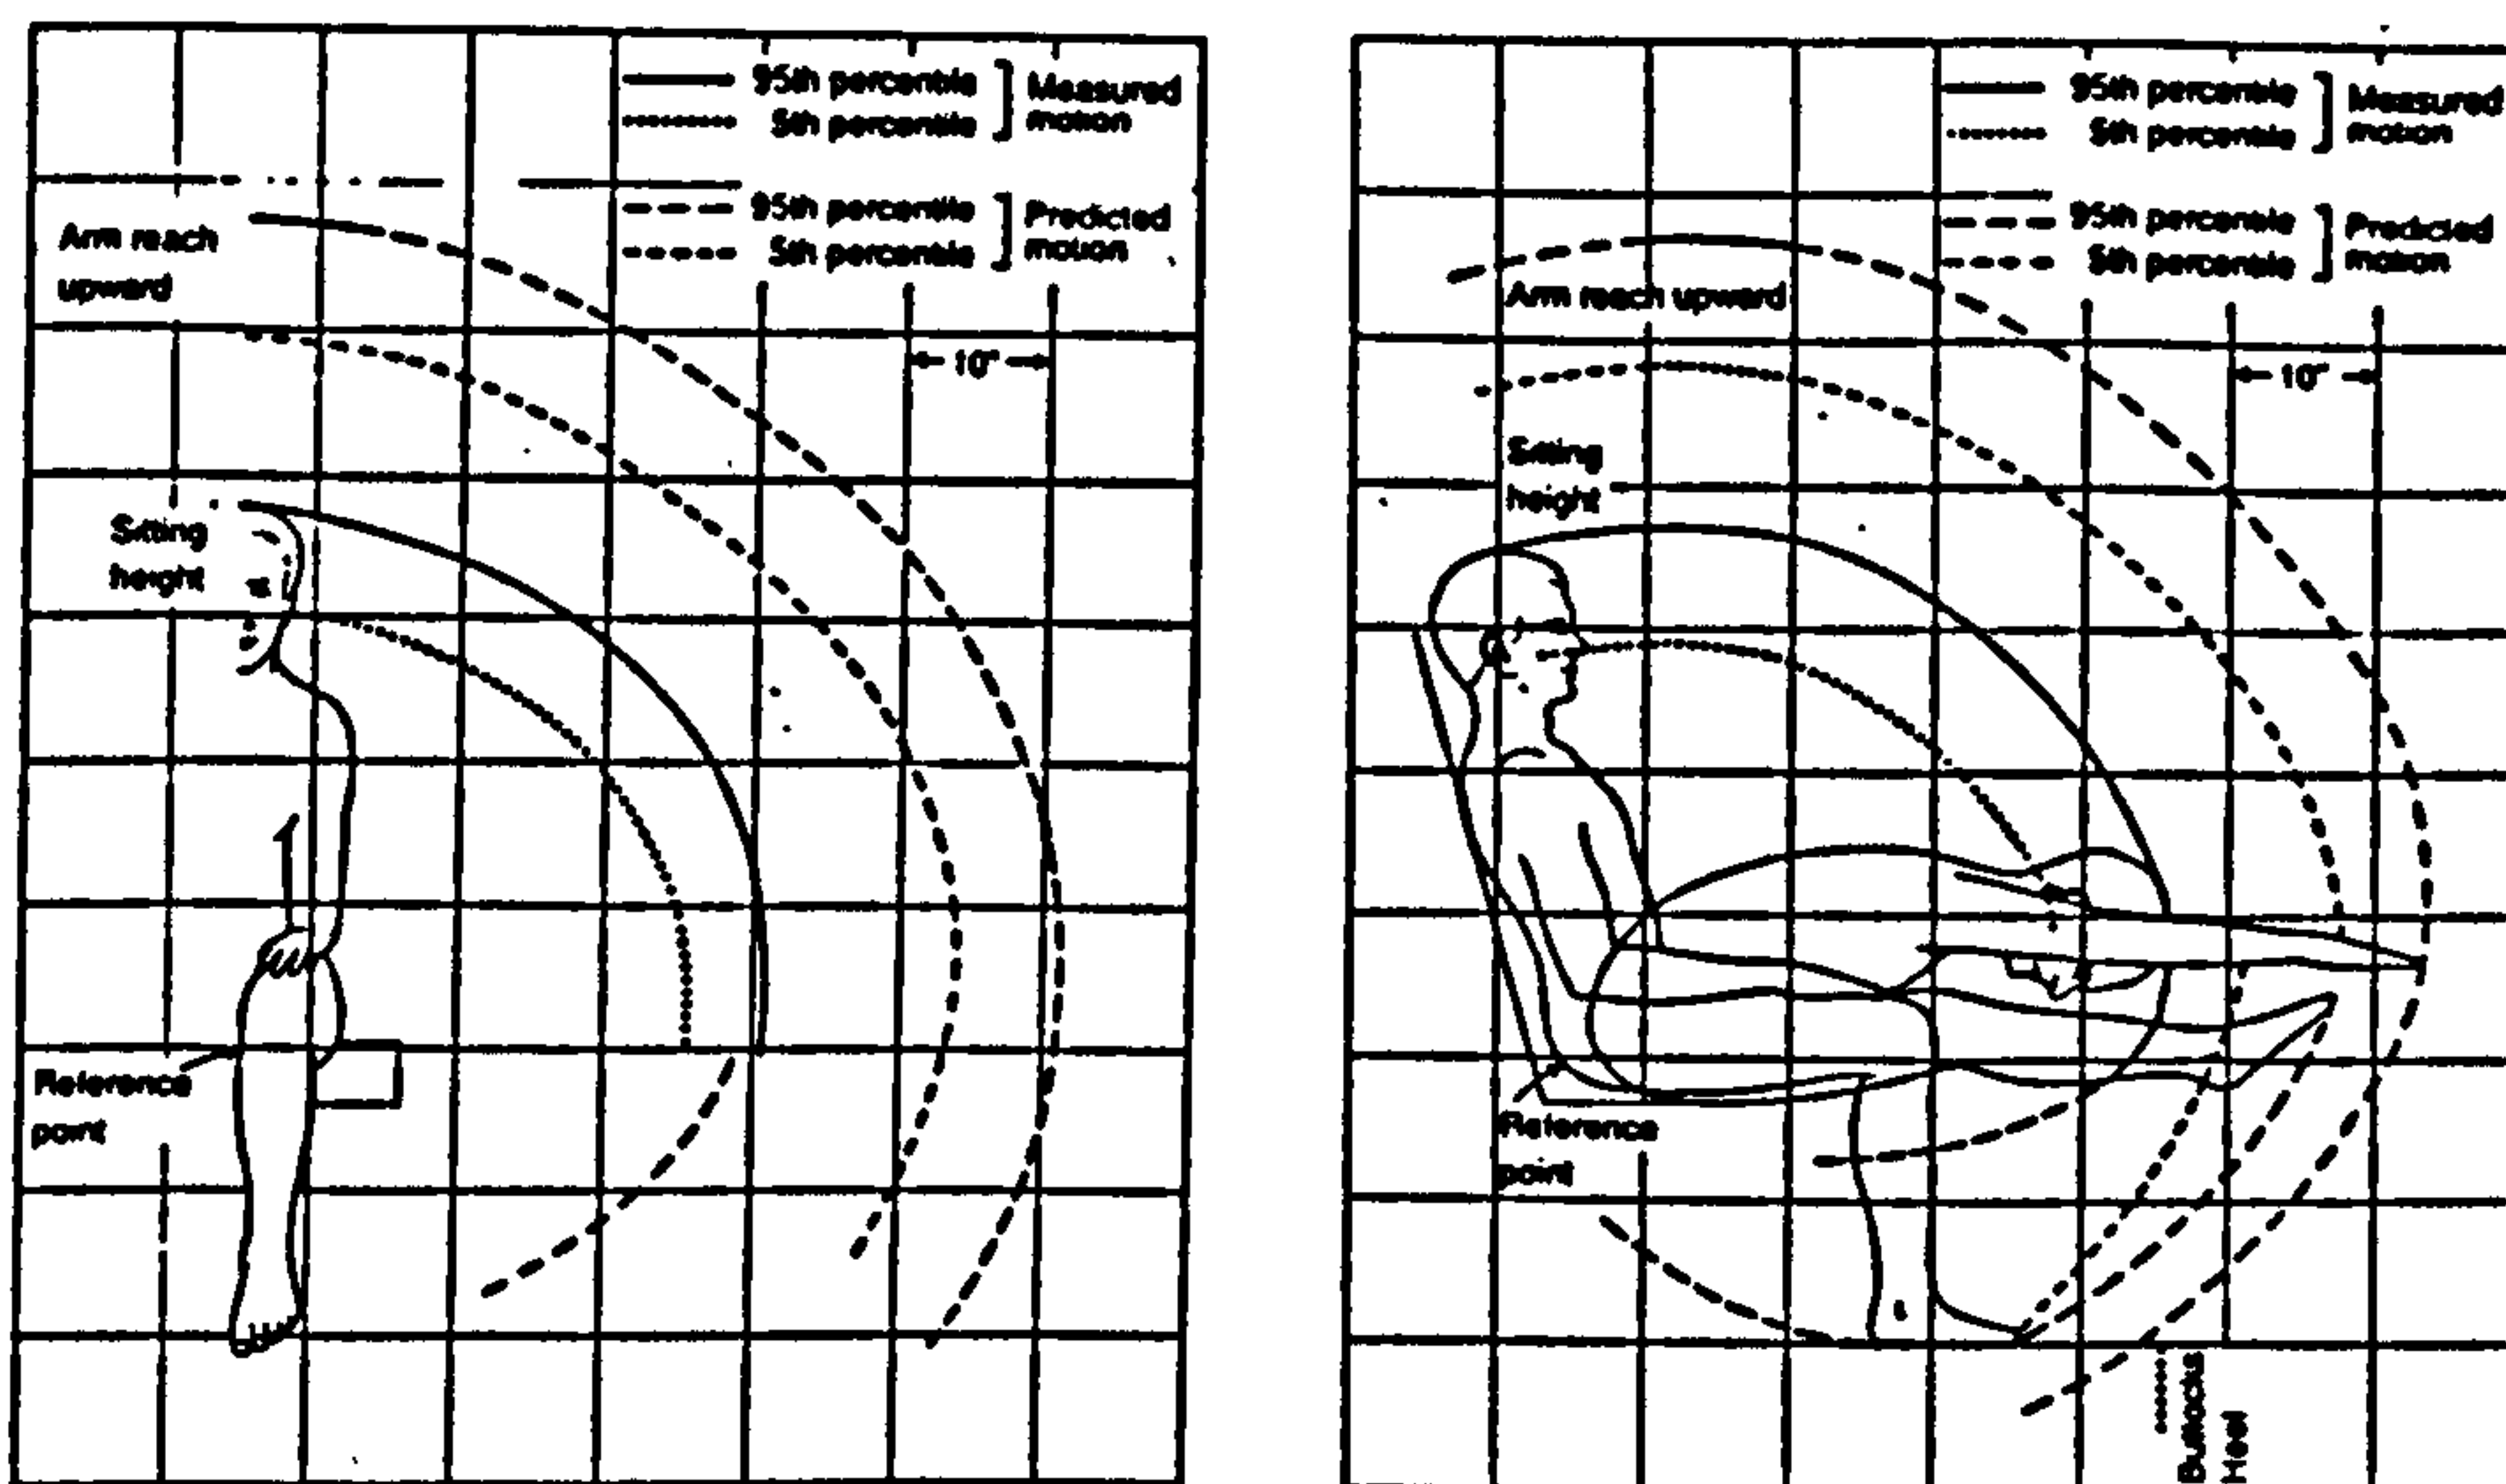 95th percentile
5th percentile
Measured
motion
95th percentile
5th percentile
Predicted
motion
Arm reach
upward
10"
Sitting
height
Reference
point
95th percentile
5th percentile
Measured
motion
95th percentile
5th percentile
Predicted
motion
Arm reach upward
10"
Sitting
height
Reference
point
Buttocks
Heel